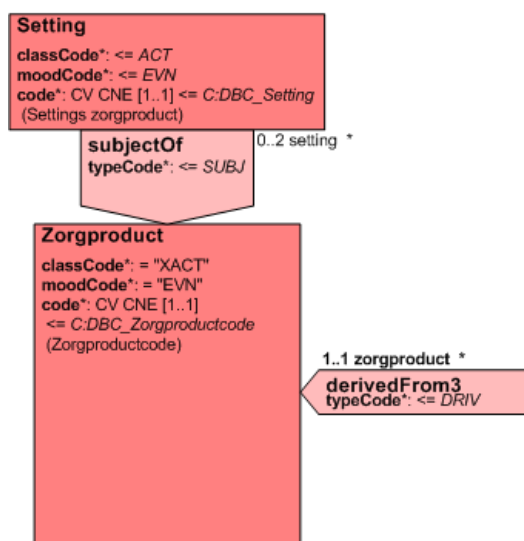 Setting
classCode*: <= ACT
moodCode*: <= EVN
code*: CV CNE [1..1] <= C:DBC_Setting
(Settings zorgproduct)
0..2 setting *
subjectOf
typeCode*: <= SUBJ
Zorgproduct
classCode*: = "XACT"
moodCode*: = "EVN"
code*: CV CNE [1..1]
<= C:DBC_Zorgproductcode
(Zorgproductcode)
1..1 zorgproduct *
derivedFrom3
typeCode*: <= DRIV